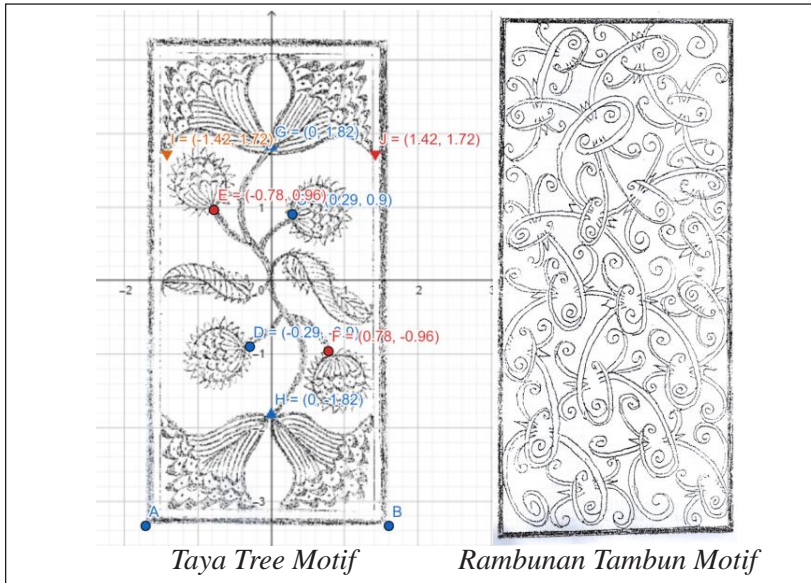 I = (-1.42, 1.72)
G = (0, 1.82)
J = (1.42, 1.72)
E = (-0.78, 0.96)
0.29, 0.9)
1
-2
0
2
3
D = (-0.29,
F = (0.78, -0.96)
-1
H = (0, -1.82)
-3
A
B
Taya Tree Motif
Rambunan Tambun Motif